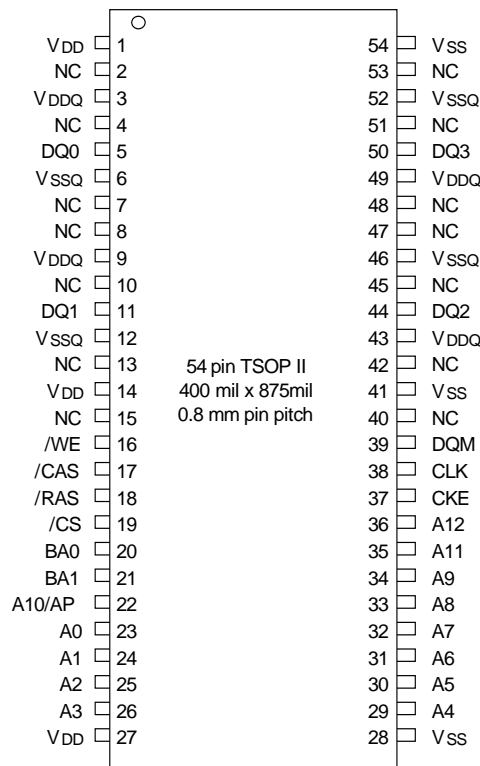 VDD 1 54 VSS
NC 2 53 NC
VDDQ 3 52 VSSQ
NC 4 51 NC
DQ0 5 50 DQ3
VSSQ 6 49 VDDQ
NC 7 48 NC
NC 8 47 NC
VDDQ 9 46 VSSQ
NC 10 45 NC
DQ1 11 44 DQ2
VSSQ 12 43 VDDQ
NC 13 54 pin TSOP II 42 NC
VDD 14 400 mil x 875mil 41 VSS
NC 15 0.8 mm pin pitch 40 NC
/WE 16 39 DQM
/CAS 17 38 CLK
/RAS 18 37 CKE
/CS 19 36 A12
BA0 20 35 A11
BA1 21 34 A9
A10/AP 22 33 A8
A0 23 32 A7
A1 24 31 A6
A2 25 30 A5
A3 26 29 A4
VDD 27 28 VSS